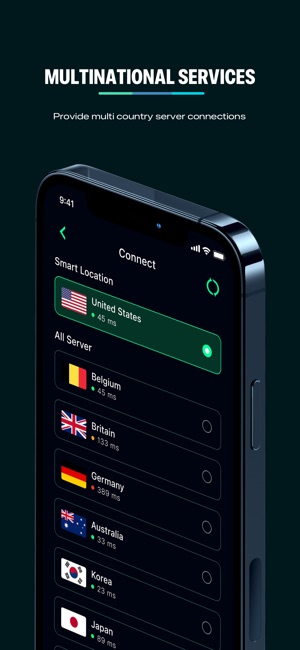 MULTINATIONAL SERVICES
Provide multi country server connections
9:41
Connect
Smart Location
United States
45 ms
All Server
Belgium
45 ms
Britain
133 ms
Germany
389 ms
Australia
33 ms
Korea
23 ms
Japan
89 ms